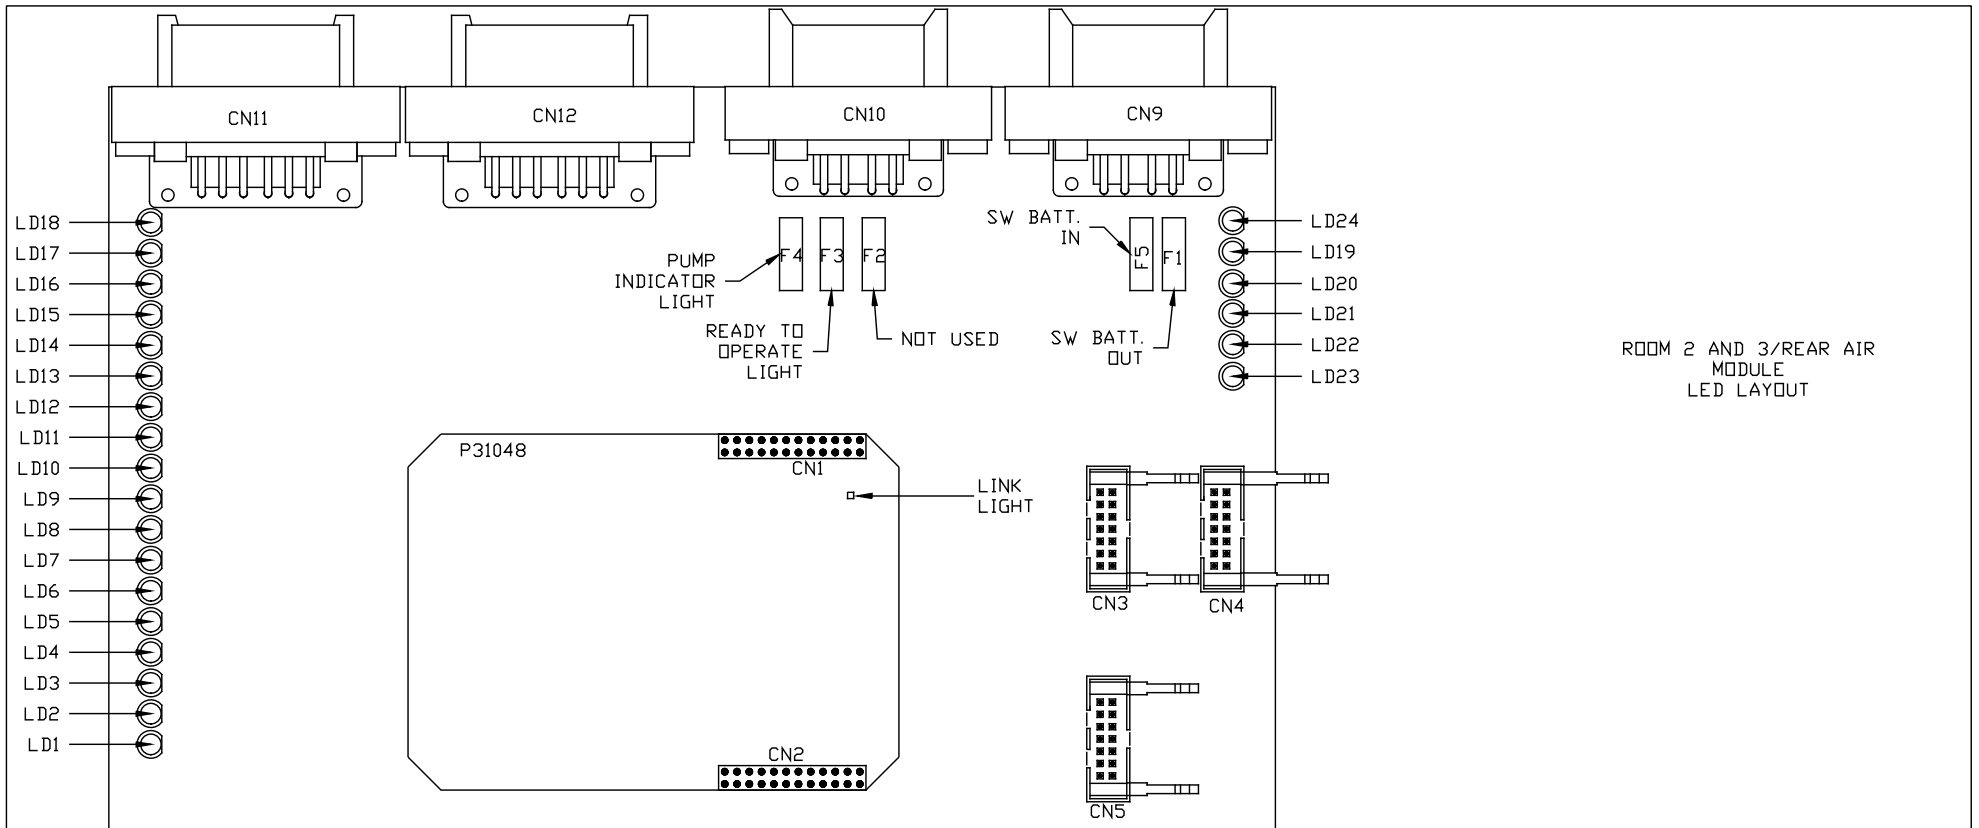 CN11
CN12
CN10
CN9
LD18
LD17
LD16
LD15
LD14
LD13
LD12
LD11
LD10
LD9
LD8
LD7
LD6
LD5
LD4
LD3
LD2
LD1
PUMP
INDICATOR
LIGHT
F4
F3
F2
READY TO
OPERATE
LIGHT
NOT USED
SW BATT.
IN
F5
F1
SW BATT.
OUT
LD24
LD19
LD20
LD21
LD22
LD23
ROOM 2 AND 3/REAR AIR
MODULE
LED LAYOUT
P31048
CN1
LINK
LIGHT
CN2
CN3
CN4
CN5